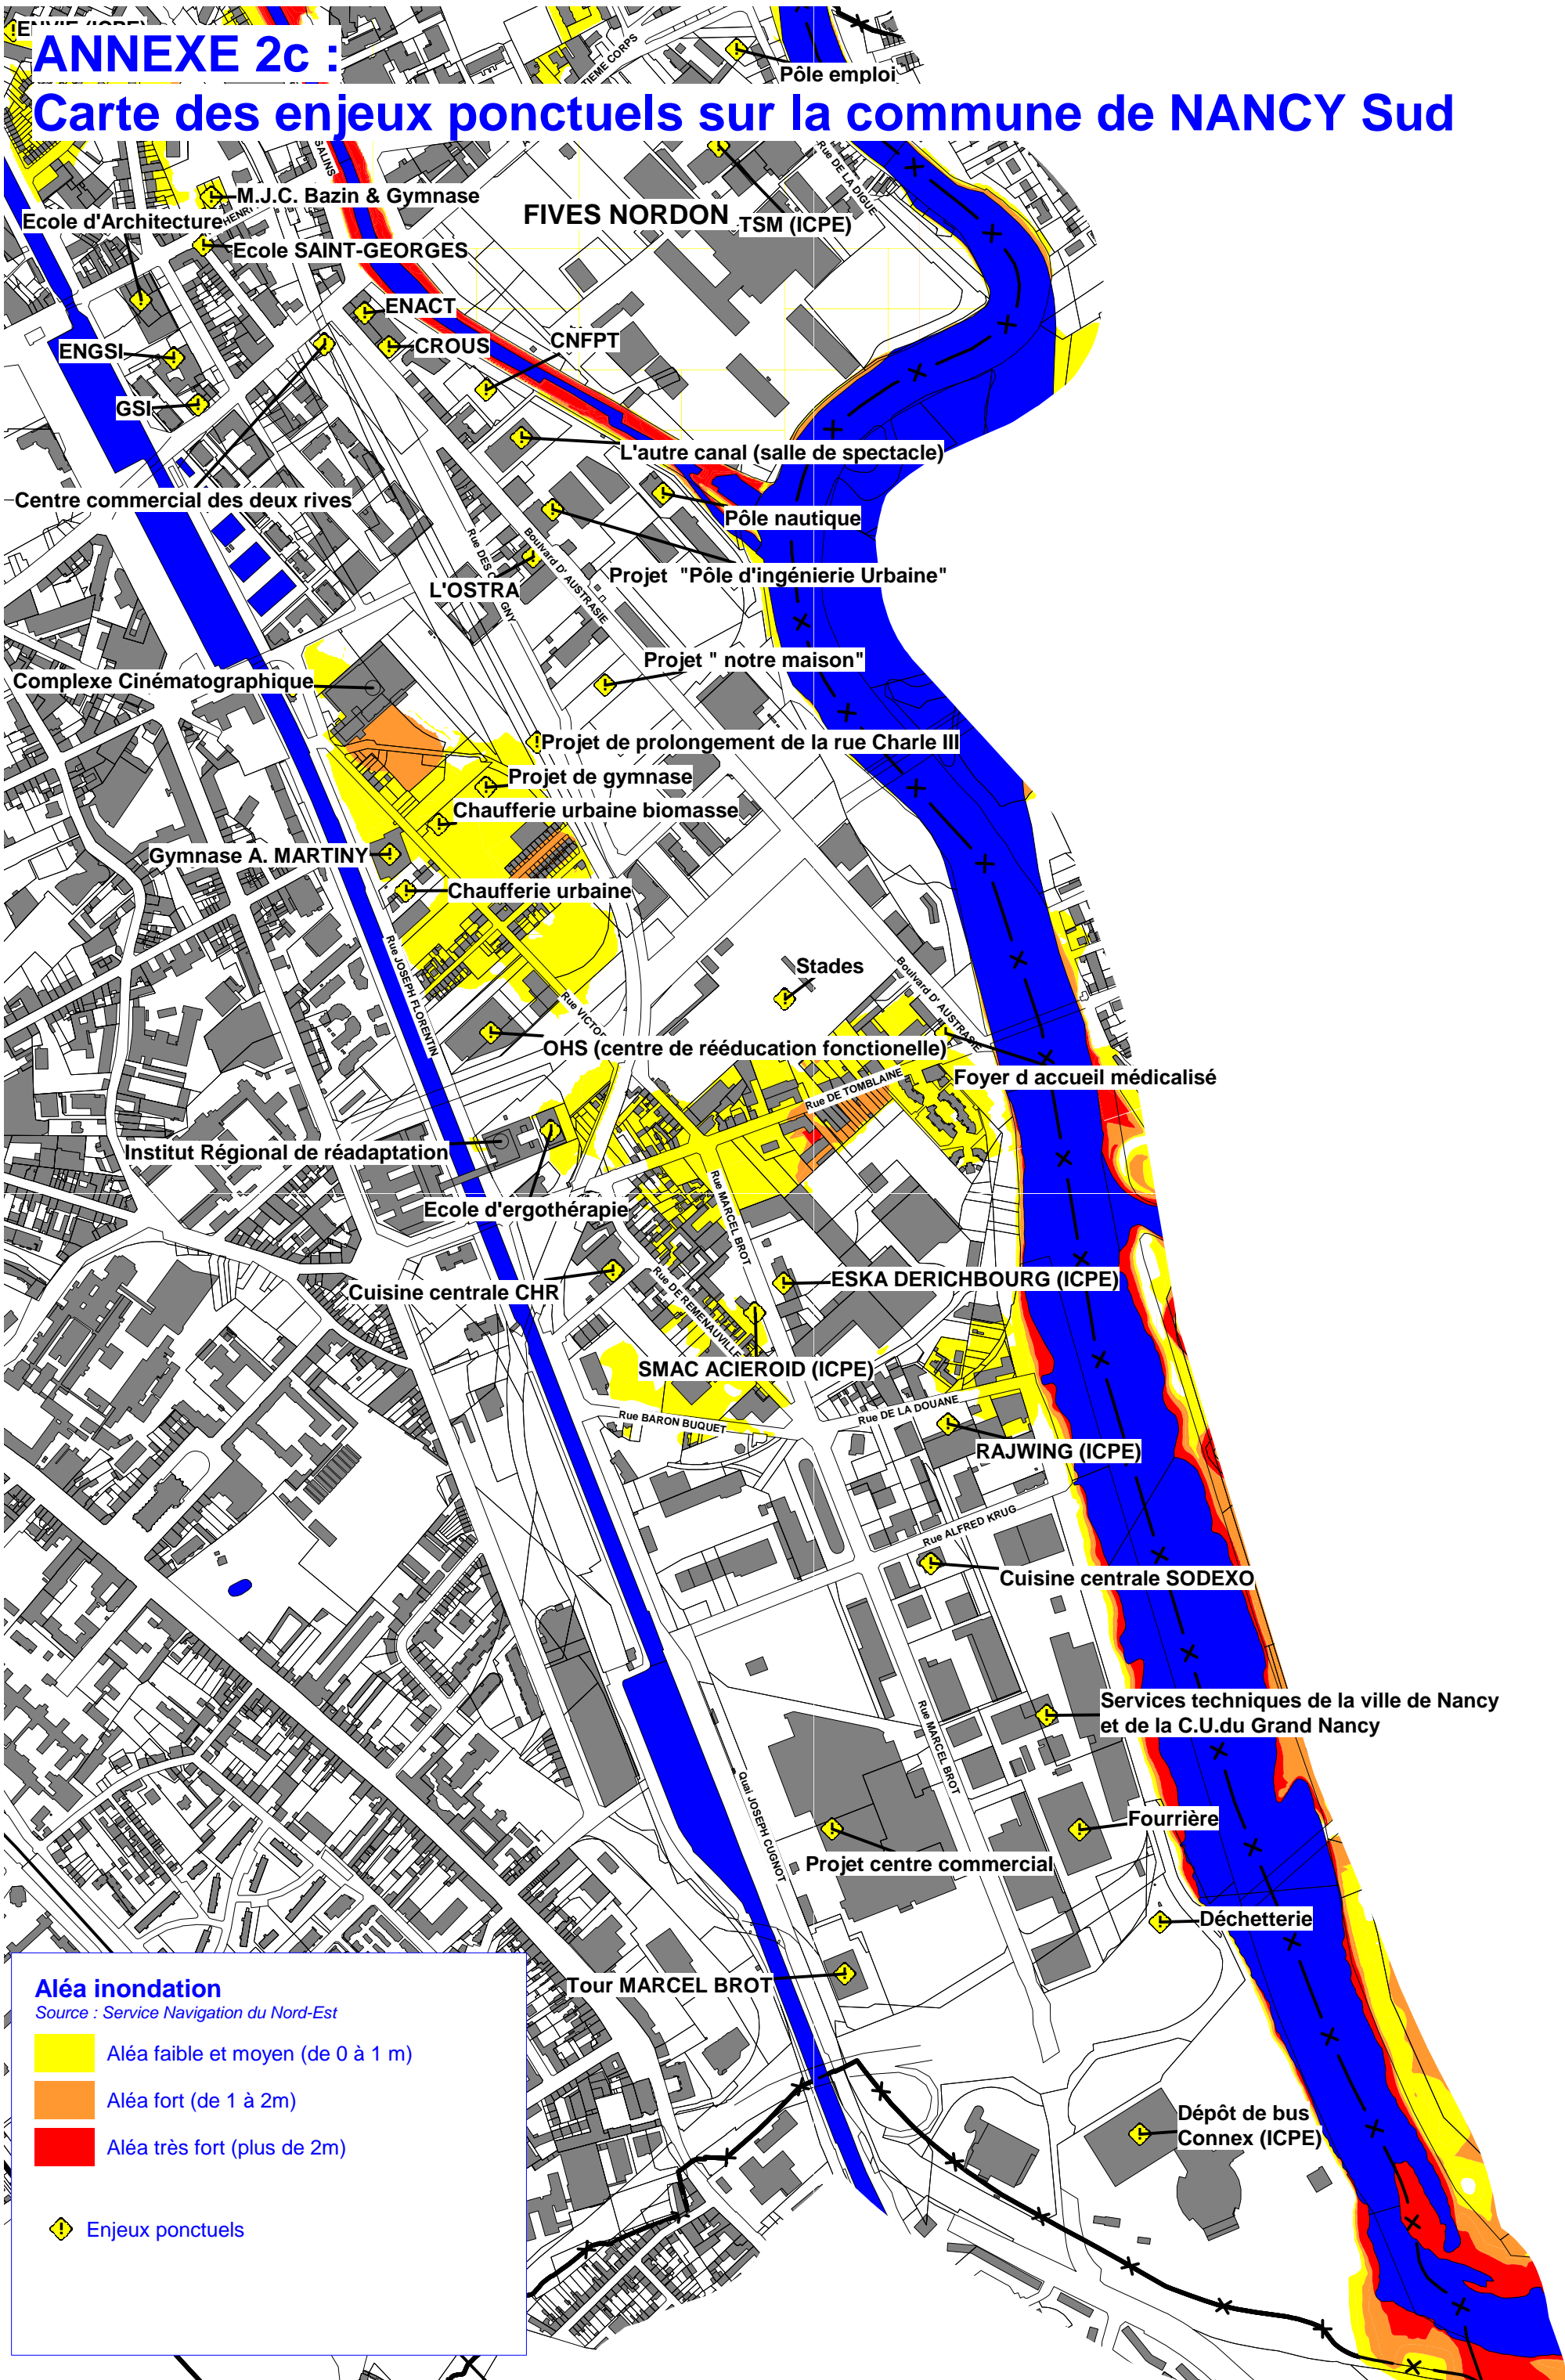 ENVIE (ICPE)
ANNEXE 2c :
Carte des enjeux ponctuels sur la commune de NANCY Sud
Pôle emploi
M.J.C. Bazin & Gymnase
Ecole d'Architecture
Ecole SAINT-GEORGES
FIVES NORDON
TSM (ICPE)
Rue DE LA DIGUE
ENACT
CROUS
CNFPT
ENGSI
GSI
L'autre canal (salle de spectacle)
Centre commercial des deux rives
Pôle nautique
Boulvard D' AUSTRASIE
Projet "Pôle d'ingénierie Urbaine"
L'OSTRA
Projet " notre maison"
Complexe Cinématographique
Projet de prolongement de la rue Charle III
Projet de gymnase
Chaufferie urbaine biomasse
Gymnase A. MARTINY
Chaufferie urbaine
Rue JOSEPH FLORENTIN
Stades
Boulvard D' AUSTRASIE
Rue VICTO
OHS (centre de rééducation fonctionelle)
Foyer d accueil médicalisé
Rue DE TOMBLAINE
Institut Régional de réadaptation
Rue MARCEL BROT
Ecole d'ergothérapie
ESKA DERICHBOURG (ICPE)
Cuisine centrale CHR
Rue DE REMENAUVILLE
SMAC ACIEROID (ICPE)
Rue BARON BUQUET
Rue DE LA DOUANE
RAJWING (ICPE)
Rue ALFRED KRUG
Cuisine centrale SODEXO
Services techniques de la ville de Nancy
et de la C.U.du Grand Nancy
Rue MARCEL BROT
Quai JOSEPH CUGNOT
Fourrière
Projet centre commercial
Déchetterie
Tour MARCEL BROT
Dépôt de bus
Connex (ICPE)
Aléa inondation
Source : Service Navigation du Nord-Est
Aléa faible et moyen (de 0 à 1 m)
Aléa fort (de 1 à 2m)
Aléa très fort (plus de 2m)
Enjeux ponctuels